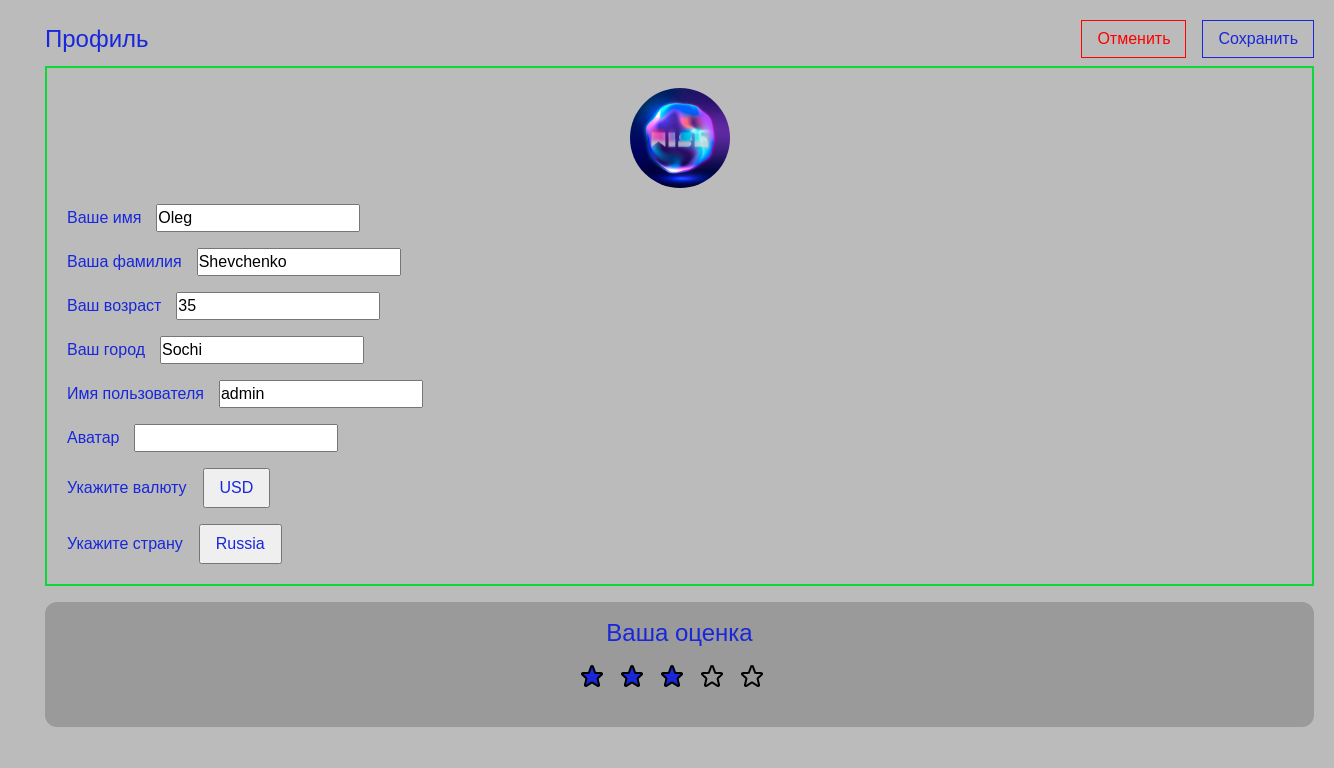 Профиль
Отменить
Сохранить
Ваше имя Oleg
Ваша фамилия Shevchenko
Ваш возраст 35
Ваш город Sochi
Имя пользователя admin
Аватар
Укажите валюту USD
Укажите страну Russia
Ваша оценка